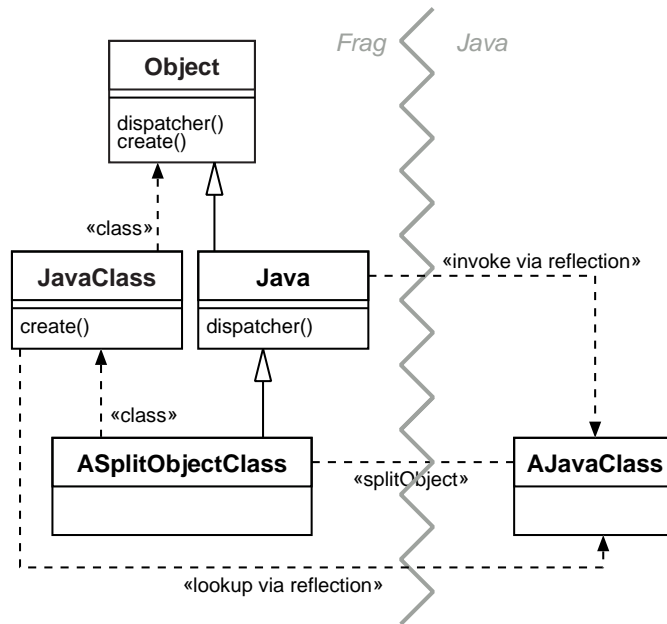 Frag
Java
Object
dispatcher()
create()
«class»
JavaClass
create()
Java
dispatcher()
«invoke via reflection»
«class»
ASplitObjectClass
«splitObject»
AJavaClass
«lookup via reflection»